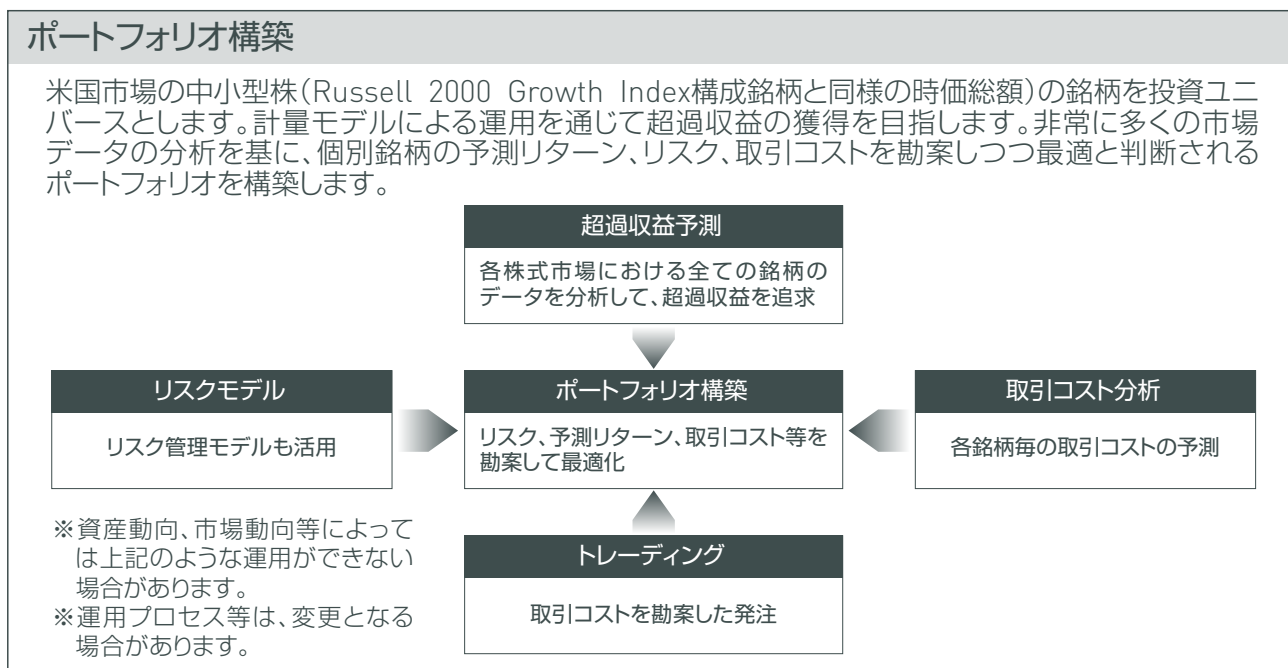 ポートフォリオ構築
米国市場の中小型株（Russell 2000 Growth Index構成銘柄と同様の時価総額）の銘柄を投資ユニ
バースとします。計量モデルによる運用を通じて超過収益の獲得を目指します。非常に多くの市場
データの分析を基に、個別銘柄の予測リターン、リスク、取引コストを勘案しつつ最適と判断される
ポートフォリオを構築します。
超過収益予測
各株式市場における全ての銘柄の
データを分析して、超過収益を追求
リスクモデル
リスク管理モデルも活用
ポートフォリオ構築
リスク、予測リターン、取引コスト等を
勘案して最適化
取引コスト分析
各銘柄毎の取引コストの予測
トレーディング
取引コストを勘案した発注
※資産動向、市場動向等によって
は上記のような運用ができない
場合があります。
※運用プロセス等は、変更となる
場合があります。